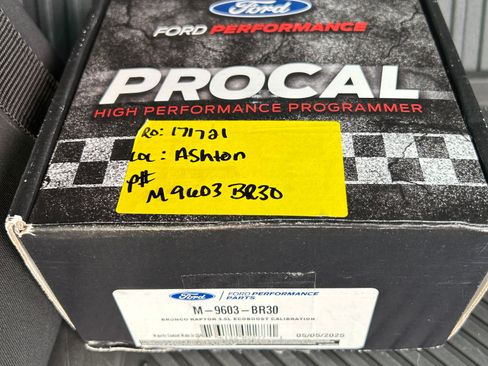 Ford
FORD PERFORMANCE
PROCAL
HIGH PERFORMANCE PROGRAMMER
RO: 171721
LOC: AShton
P#
M9603 BR30
Ford
FORD PERFORMANCE
PARTS
M-9603-BR30
BRONCO RAPTOR 3.0L ECOBOOST CALIBRATION
05/05/2025